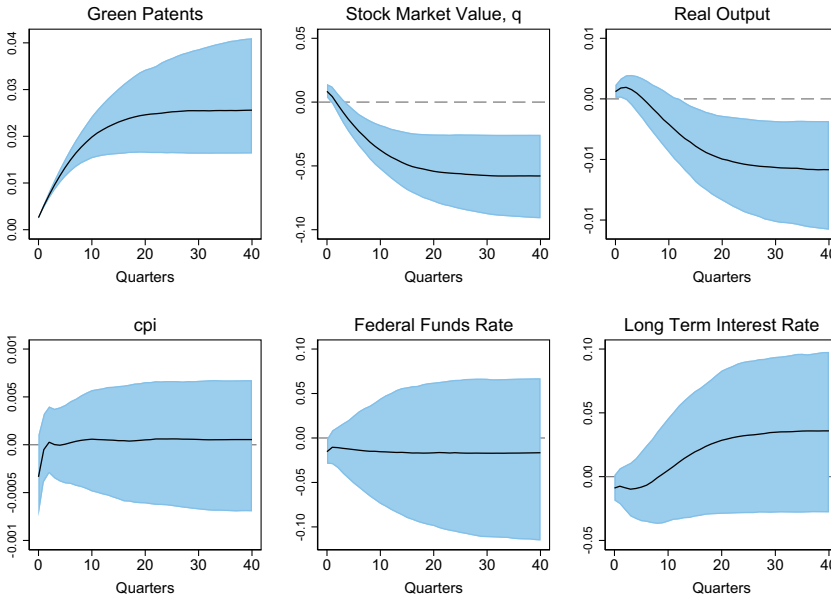 Green Patents
0.04
0.03
0.02
0.01
0.00
0 10 20 30 40
Quarters
Stock Market Value, q
0.05
0.00
-0.05
-0.10
0 10 20 30 40
Quarters
Real Output
0.01
0.00
-0.01
-0.01
0 10 20 30 40
Quarters
cpi
0.001
0.005
0.00
-0.0005
-0.001
0 10 20 30 40
Quarters
Federal Funds Rate
0.10
0.05
0.00
-0.05
-0.10
0 10 20 30 40
Quarters
Long Term Interest Rate
0.10
0.05
0.00
-0.05
0 10 20 30 40
Quarters